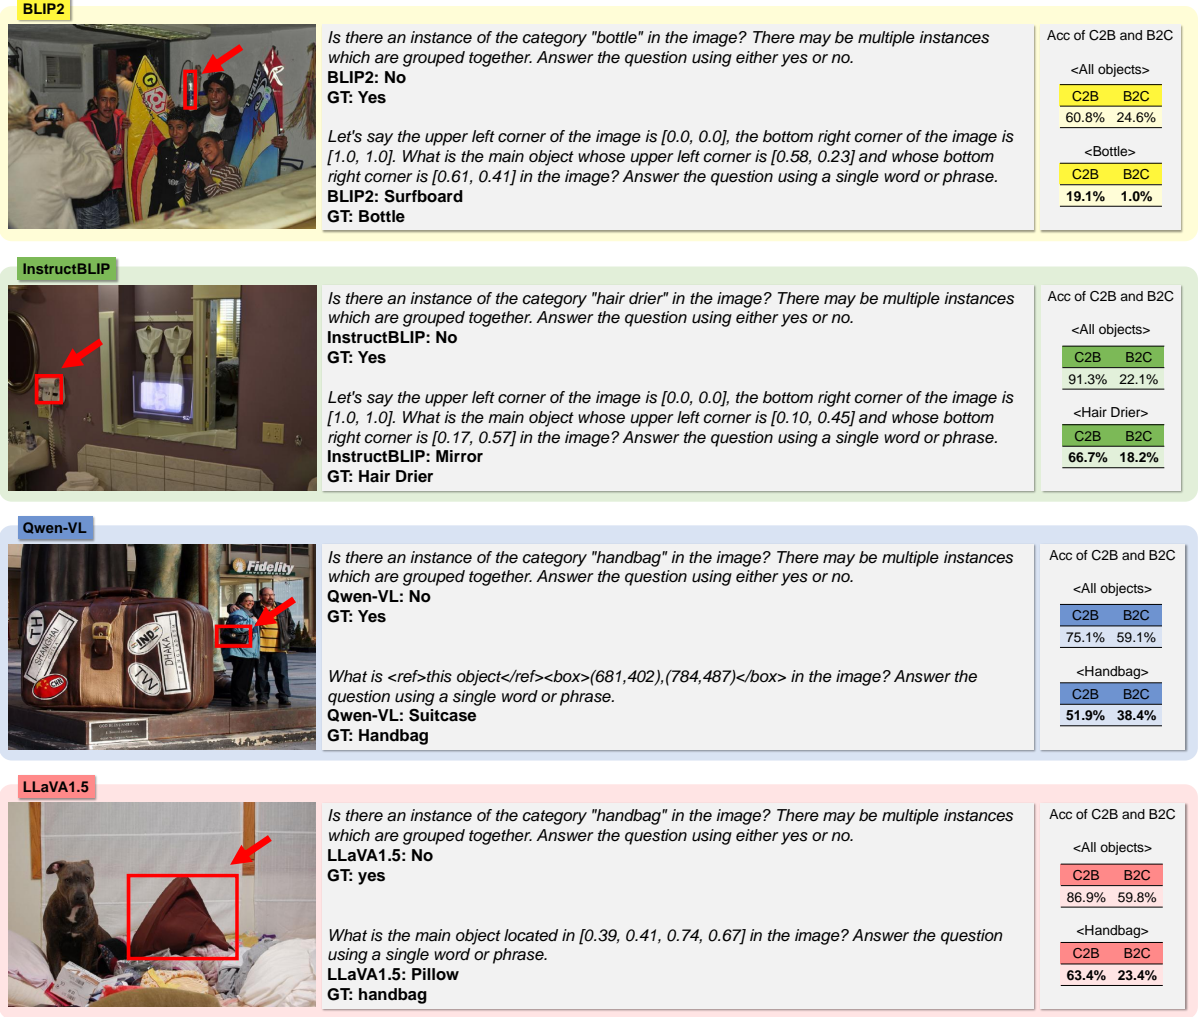 BLIP2
Is there an instance of the category "bottle" in the image? There may be multiple instances
which are grouped together. Answer the question using either yes or no.
BLIP2: No
GT: Yes
Let's say the upper left corner of the image is [0.0, 0.0], the bottom right corner of the image is
[1.0, 1.0]. What is the main object whose upper left corner is [0.58, 0.23] and whose bottom
right corner is [0.61, 0.41] in the image? Answer the question using a single word or phrase.
BLIP2: Surfboard
GT: Bottle
Acc of C2B and B2C
<All objects>
C2B B2C
60.8% 24.6%
<Bottle>
C2B B2C
19.1% 1.0%
InstructBLIP
Is there an instance of the category "hair drier" in the image? There may be multiple instances
which are grouped together. Answer the question using either yes or no.
InstructBLIP: No
GT: Yes
Let's say the upper left corner of the image is [0.0, 0.0], the bottom right corner of the image is
[1.0, 1.0]. What is the main object whose upper left corner is [0.10, 0.45] and whose bottom
right corner is [0.17, 0.57] in the image? Answer the question using a single word or phrase.
InstructBLIP: Mirror
GT: Hair Drier
Acc of C2B and B2C
<All objects>
C2B B2C
91.3% 22.1%
<Hair Drier>
C2B B2C
66.7% 18.2%
Qwen-VL
Fidelity
TH
SHANGHAI
IND
DHAKA
TW
Is there an instance of the category "handbag" in the image? There may be multiple instances
which are grouped together. Answer the question using either yes or no.
Qwen-VL: No
GT: Yes
What is <ref>this object</ref><box>(681,402),(784,487)</box> in the image? Answer the
question using a single word or phrase.
Qwen-VL: Suitcase
GT: Handbag
Acc of C2B and B2C
<All objects>
C2B B2C
75.1% 59.1%
<Handbag>
C2B B2C
51.9% 38.4%
LLaVA1.5
Is there an instance of the category "handbag" in the image? There may be multiple instances
which are grouped together. Answer the question using either yes or no.
LLaVA1.5: No
GT: yes
What is the main object located in [0.39, 0.41, 0.74, 0.67] in the image? Answer the question
using a single word or phrase.
LLaVA1.5: Pillow
GT: handbag
Acc of C2B and B2C
<All objects>
C2B B2C
86.9% 59.8%
<Handbag>
C2B B2C
63.4% 23.4%